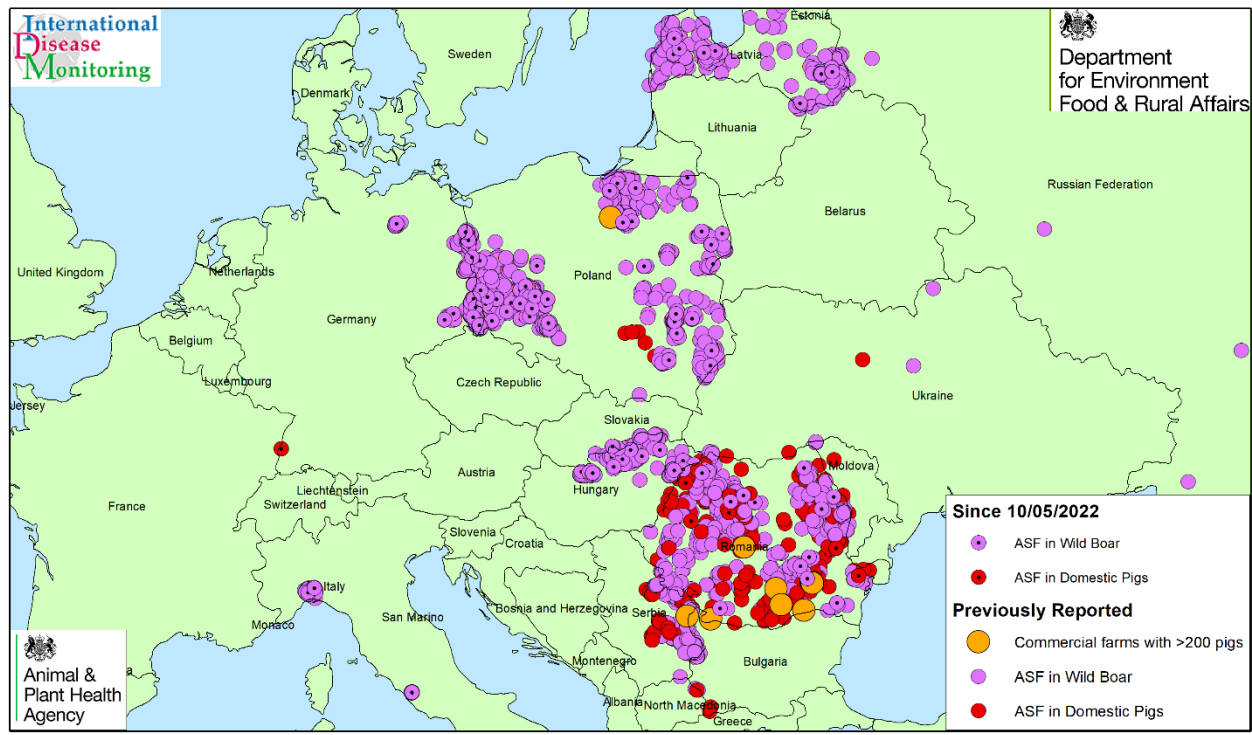 International
Disease
Monitoring
Department
for Environment
Food & Rural Affairs
Estonia
Sweden
Latvia
Denmark
Lithuania
Russian Federation
Belarus
United Kingdom
Netherlands
Poland
Germany
Belgium
Luxembourg
Czech Republic
Ukraine
Jersey
Slovakia
Moldova
Austria
Hungary
Liechtenstein
Switzerland
France
Slovenia
Croatia
Romania
Italy
Bosnia and Herzegovina
Serbia
San Marino
Monaco
Montenegro
Bulgaria
Albania
North Macedonia
Greece
Since 10/05/2022
ASF in Wild Boar
ASF in Domestic Pigs
Previously Reported
Commercial farms with >200 pigs
ASF in Wild Boar
ASF in Domestic Pigs
Animal &
Plant Health
Agency